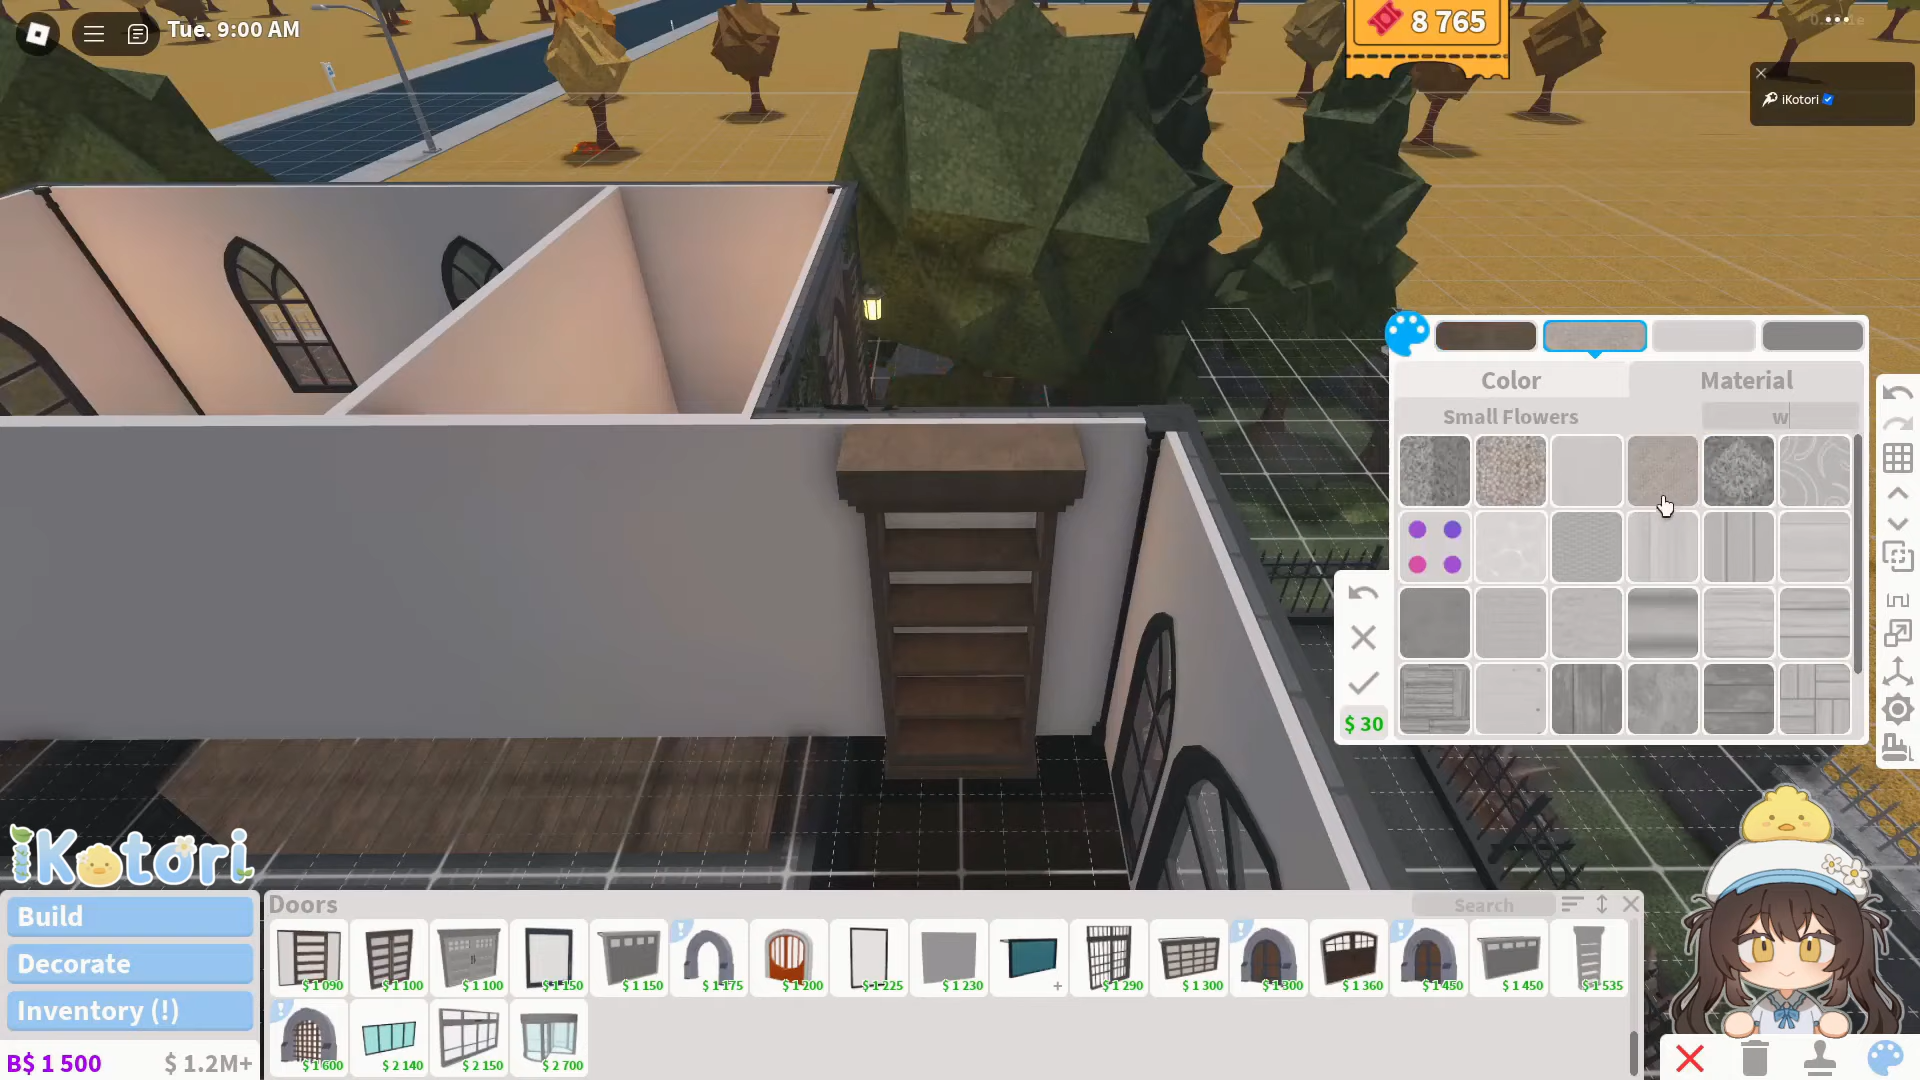 Tue. 9:00 AM
8 765
iKotori
Color
Material
Small Flowers
w
$ 30
iKotori
Build
Decorate
Inventory (!)
B$ 1 500
$ 1.2M+
Doors
Search
$ 1 090
$ 1 100
$ 1 100
$ 1 150
$ 1 150
$ 1 175
$ 1 200
$ 1 225
$ 1 230
+
$ 1 290
$ 1 300
$ 1 300
$ 1 360
$ 1 450
$ 1 450
$ 1 535
$ 1 600
$ 2 140
$ 2 150
$ 2 700